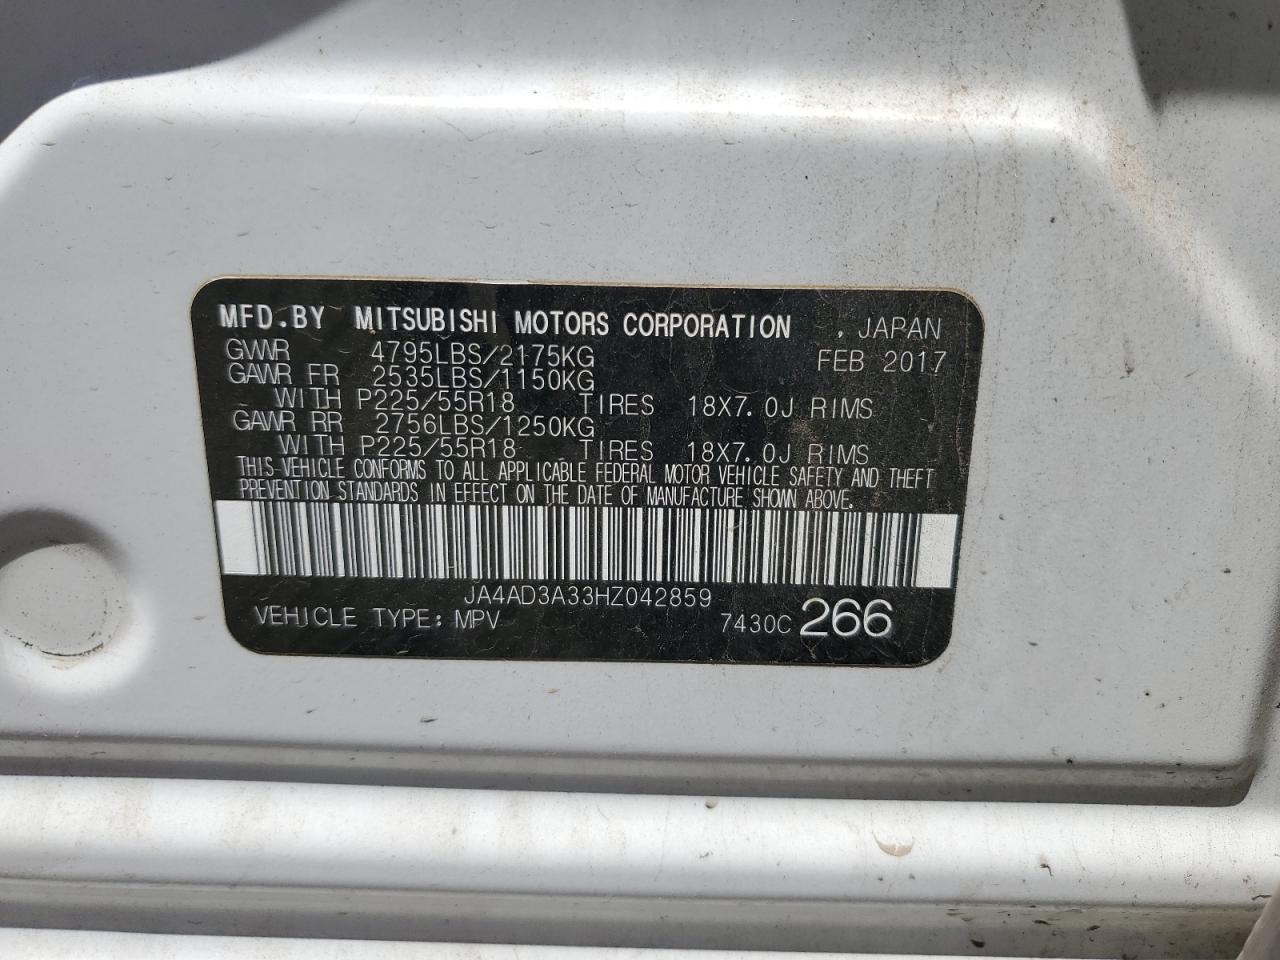 MFD.BY MITSUBISHI MOTORS CORPORATION , JAPAN
GVWR 4795LBS/2175KG FEB 2017
GAWR FR 2535LBS/1150KG
WITH P225/55R18 TIRES 18X7.0J RIMS
GAWR RR 2756LBS/1250KG
WITH P225/55R18 TIRES 18X7.0J RIMS
THIS VEHICLE CONFORMS TO ALL APPLICABLE FEDERAL MOTOR VEHICLE SAFETY AND THEFT
PREVENTION STANDARDS IN EFFECT ON THE DATE OF MANUFACTURE SHOWN ABOVE.
JA4AD3A33HZ042859
VEHICLE TYPE: MPV 7430C 266